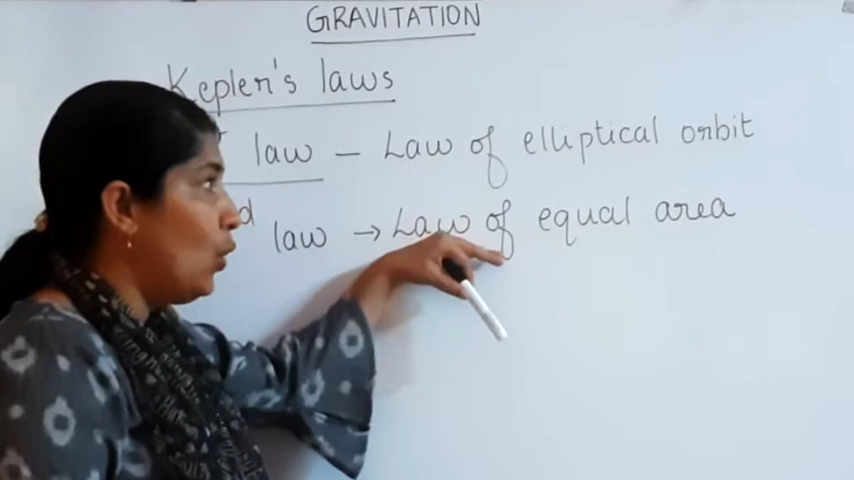 GRAVITATION
Kepler's laws
law – Law of elliptical orbit
law → Law of equal area